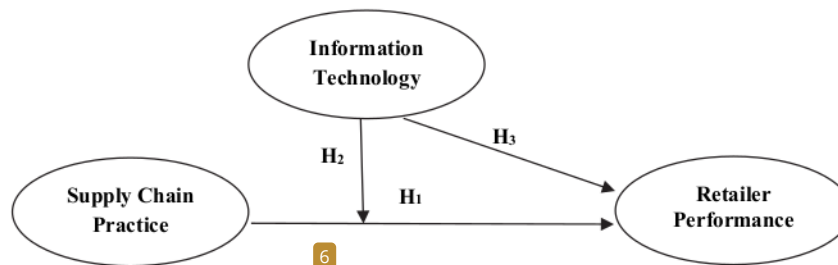 Information
Technology
H3
H2
H1
Supply Chain
Practice
Retailer
Performance
6